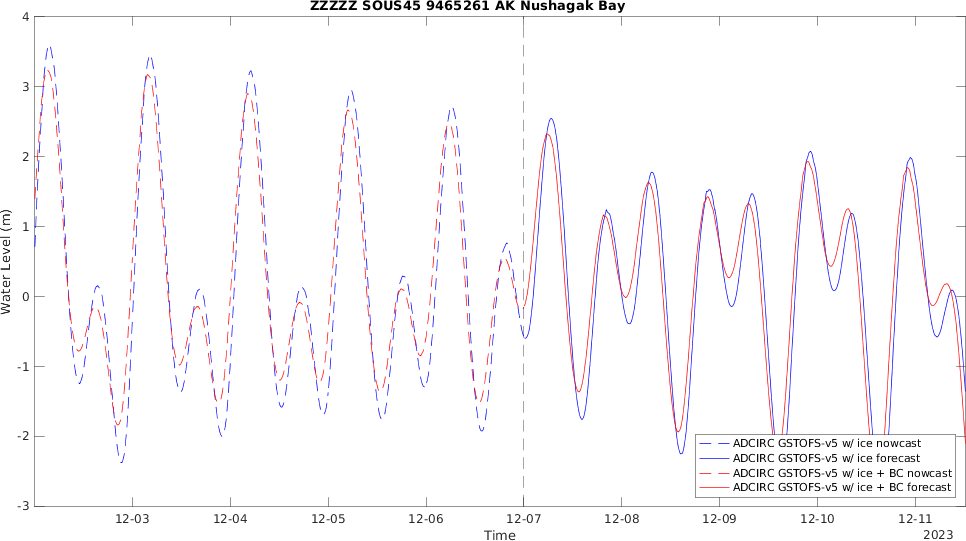 ZZZZZ SOUS45 9465261 AK Nushagak Bay
Water Level (m)
4
3
2
1
0
-1
-2
-3
12-03 12-04 12-05 12-06 12-07 12-08 12-09 12-10 12-11
Time
2023
ADCIRC GSTOFS-v5 w/ ice nowcast
ADCIRC GSTOFS-v5 w/ ice forecast
ADCIRC GSTOFS-v5 w/ ice + BC nowcast
ADCIRC GSTOFS-v5 w/ ice + BC forecast